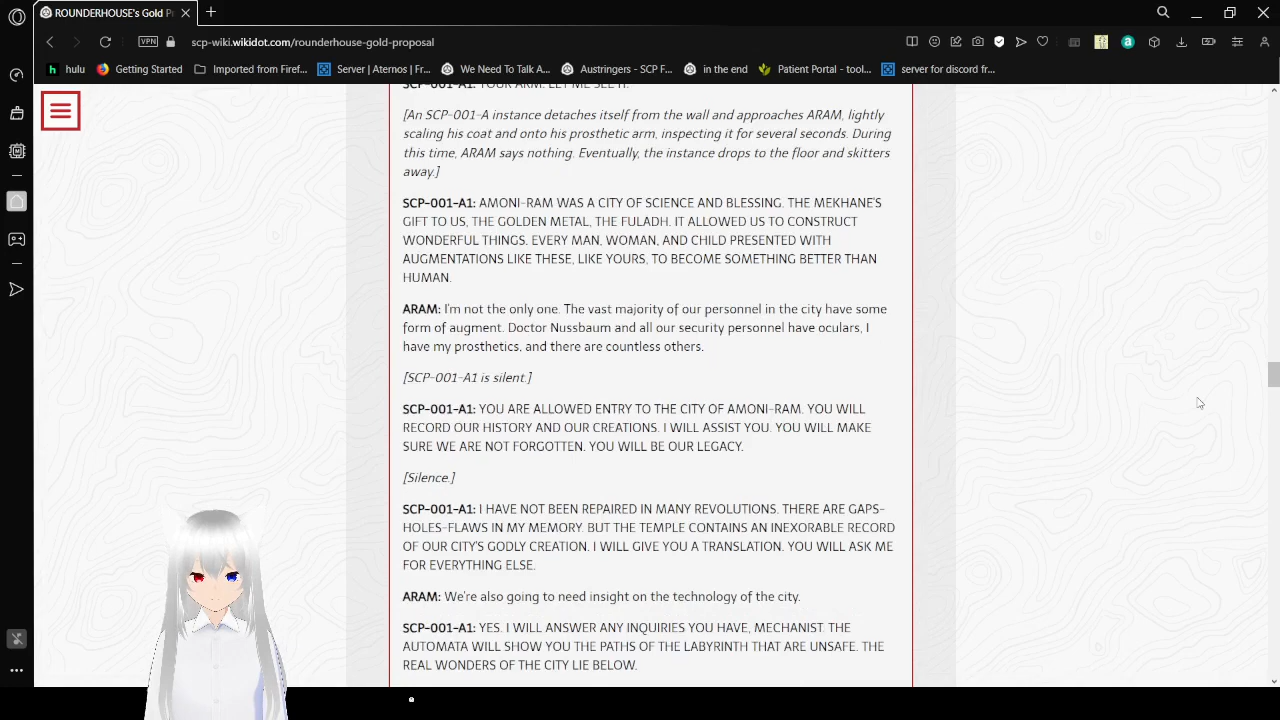 ROUNDERHOUSE's Gold P
scp-wiki.wikidot.com/rounderhouse-gold-proposal
VPN
hulu
Getting Started
Imported from Firef...
Server | Aternos | Fr...
We Need To Talk A...
Austringers - SCP F...
in the end
Patient Portal - tool...
server for discord fr...
SCP-001-A1: YOUR ARM. LET ME SEE IT.
[An SCP-001-A instance detaches itself from the wall and approaches ARAM, lightly
scaling his coat and onto his prosthetic arm, inspecting it for several seconds. During
this time, ARAM says nothing. Eventually, the instance drops to the floor and skitters
away.]
SCP-001-A1: AMONI-RAM WAS A CITY OF SCIENCE AND BLESSING. THE MEKHANE'S
GIFT TO US, THE GOLDEN METAL, THE FULADH. IT ALLOWED US TO CONSTRUCT
WONDERFUL THINGS. EVERY MAN, WOMAN, AND CHILD PRESENTED WITH
AUGMENTATIONS LIKE THESE, LIKE YOURS, TO BECOME SOMETHING BETTER THAN
HUMAN.
ARAM: I'm not the only one. The vast majority of our personnel in the city have some
form of augment. Doctor Nussbaum and all our security personnel have oculars, I
have my prosthetics, and there are countless others.
[SCP-001-A1 is silent.]
SCP-001-A1: YOU ARE ALLOWED ENTRY TO THE CITY OF AMONI-RAM. YOU WILL
RECORD OUR HISTORY AND OUR CREATIONS. I WILL ASSIST YOU. YOU WILL MAKE
SURE WE ARE NOT FORGOTTEN. YOU WILL BE OUR LEGACY.
[Silence.]
SCP-001-A1: I HAVE NOT BEEN REPAIRED IN MANY REVOLUTIONS. THERE ARE GAPS-
HOLES-FLAWS IN MY MEMORY. BUT THE TEMPLE CONTAINS AN INEXORABLE RECORD
OF OUR CITY'S GODLY CREATION. I WILL GIVE YOU A TRANSLATION. YOU WILL ASK ME
FOR EVERYTHING ELSE.
ARAM: We're also going to need insight on the technology of the city.
SCP-001-A1: YES. I WILL ANSWER ANY INQUIRIES YOU HAVE, MECHANIST. THE
AUTOMATA WILL SHOW YOU THE PATHS OF THE LABYRINTH THAT ARE UNSAFE. THE
REAL WONDERS OF THE CITY LIE BELOW.